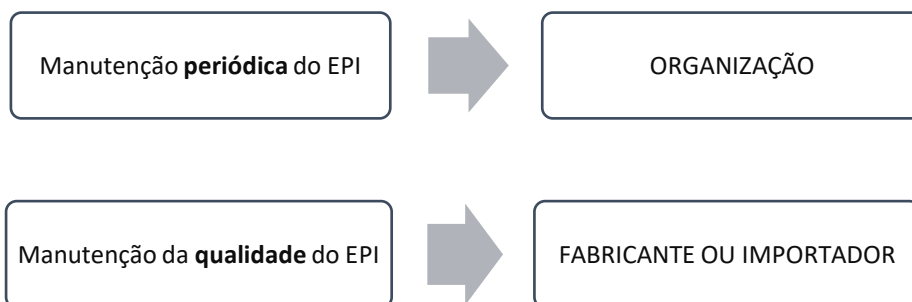 Manutenção periódica do EPI
ORGANIZAÇÃO
Manutenção da qualidade do EPI
FABRICANTE OU IMPORTADOR